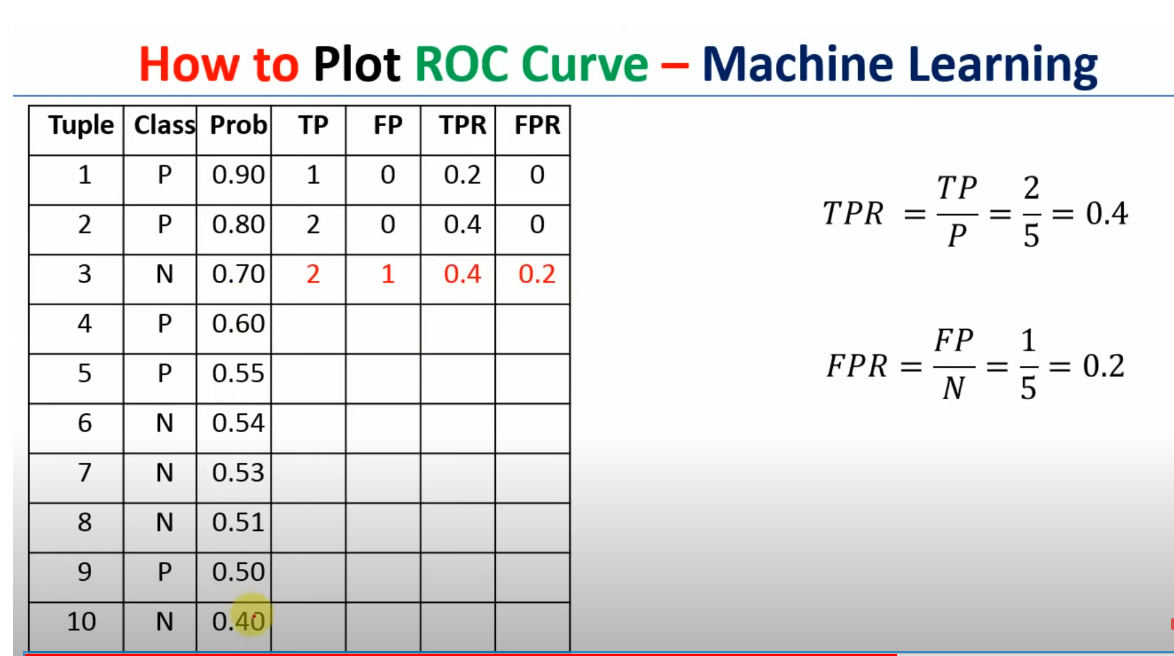 How to Plot ROC Curve – Machine Learning
Tuple Class Prob TP FP TPR FPR
1 P 0.90 1 0 0.2 0
2 P 0.80 2 0 0.4 0
3 N 0.70 2 1 0.4 0.2
4 P 0.60
5 P 0.55
6 N 0.54
7 N 0.53
8 N 0.51
9 P 0.50
10 N 0.40
TPR = TP/P = 2/5 = 0.4
FPR = FP/N = 1/5 = 0.2